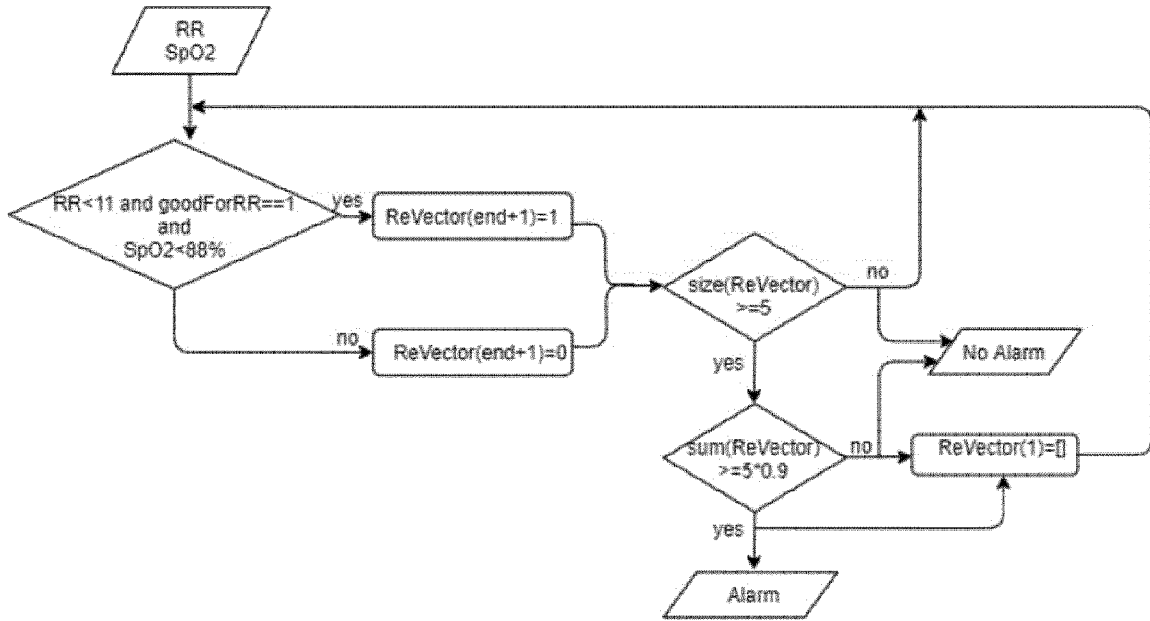 RR
SpO2
RR<11 and goodForRR==1
and
SpO2<88%
yes
ReVector(end+1)=1
no
ReVector(end+1)=0
size(ReVector)
>=5
no
No Alarm
yes
sum(ReVector)
>=5*0.9
no
ReVector(1)=[]
yes
Alarm